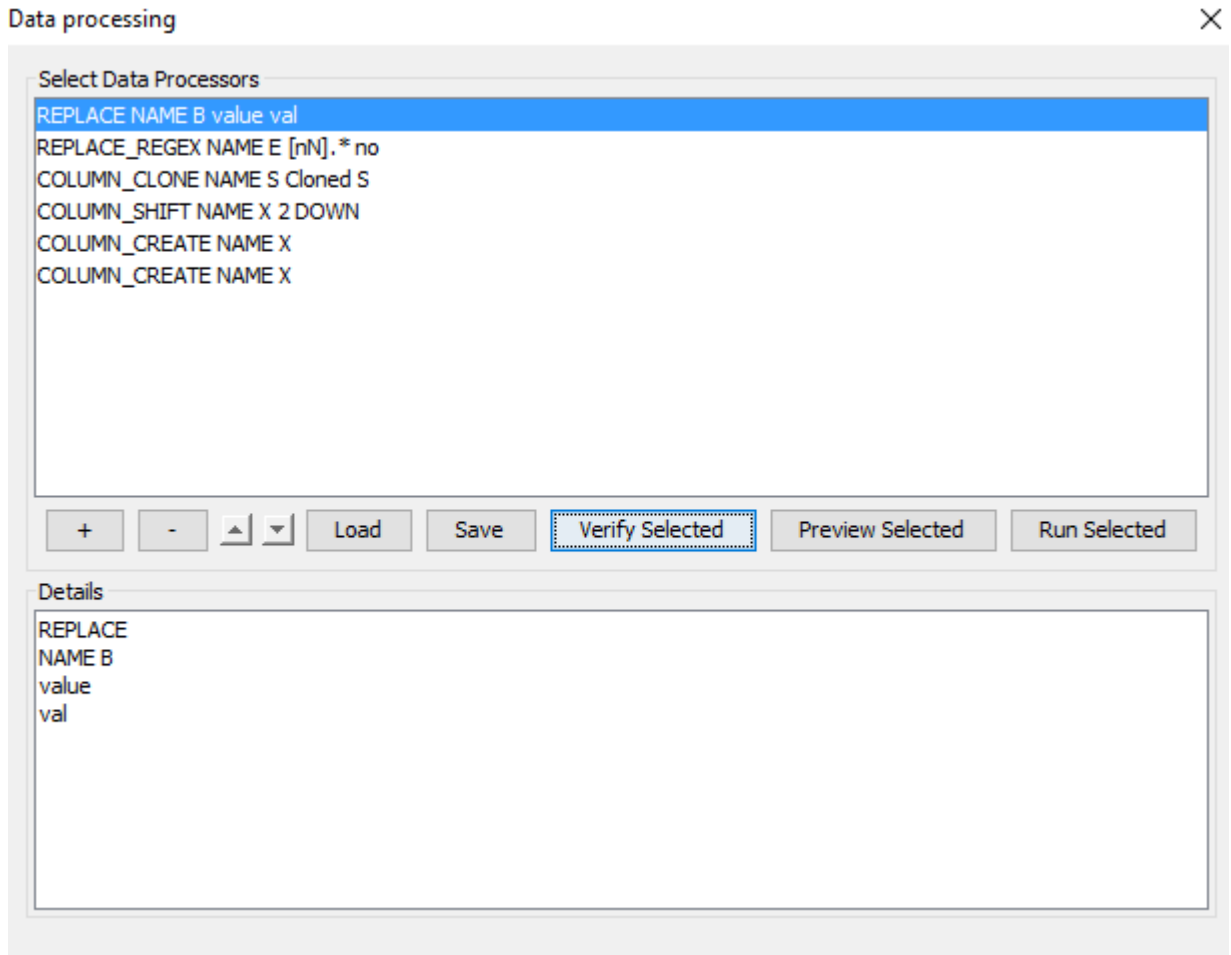 Data processing
Select Data Processors
REPLACE NAME B value val
REPLACE_REGEX NAME E [nN].* no
COLUMN_CLONE NAME S Cloned S
COLUMN_SHIFT NAME X 2 DOWN
COLUMN_CREATE NAME X
COLUMN_CREATE NAME X
+ - Load Save Verify Selected Preview Selected Run Selected
Details
REPLACE
NAME B
value
val